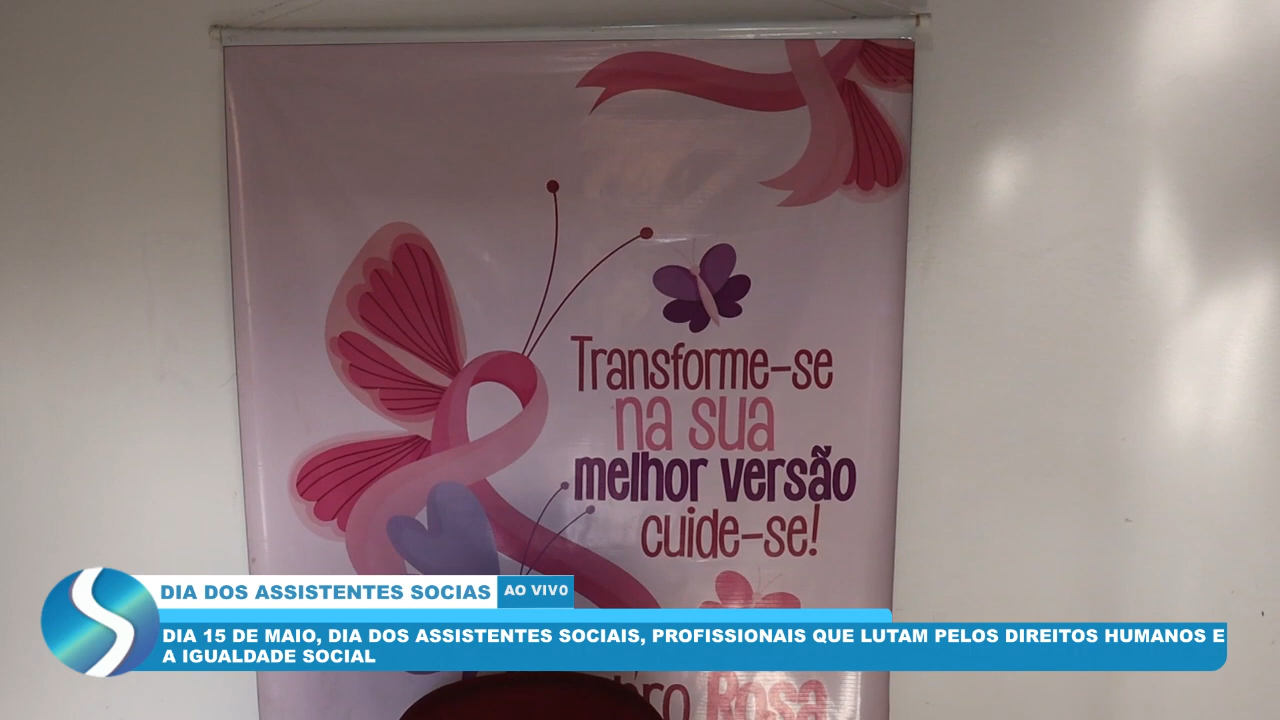 Transforme-se
na sua
melhor versão
cuide-se!
DIA DOS ASSISTENTES SOCIAS
AO VIVO
DIA 15 DE MAIO, DIA DOS ASSISTENTES SOCIAIS, PROFISSIONAIS QUE LUTAM PELOS DIREITOS HUMANOS E
A IGUALDADE SOCIAL
Rosa